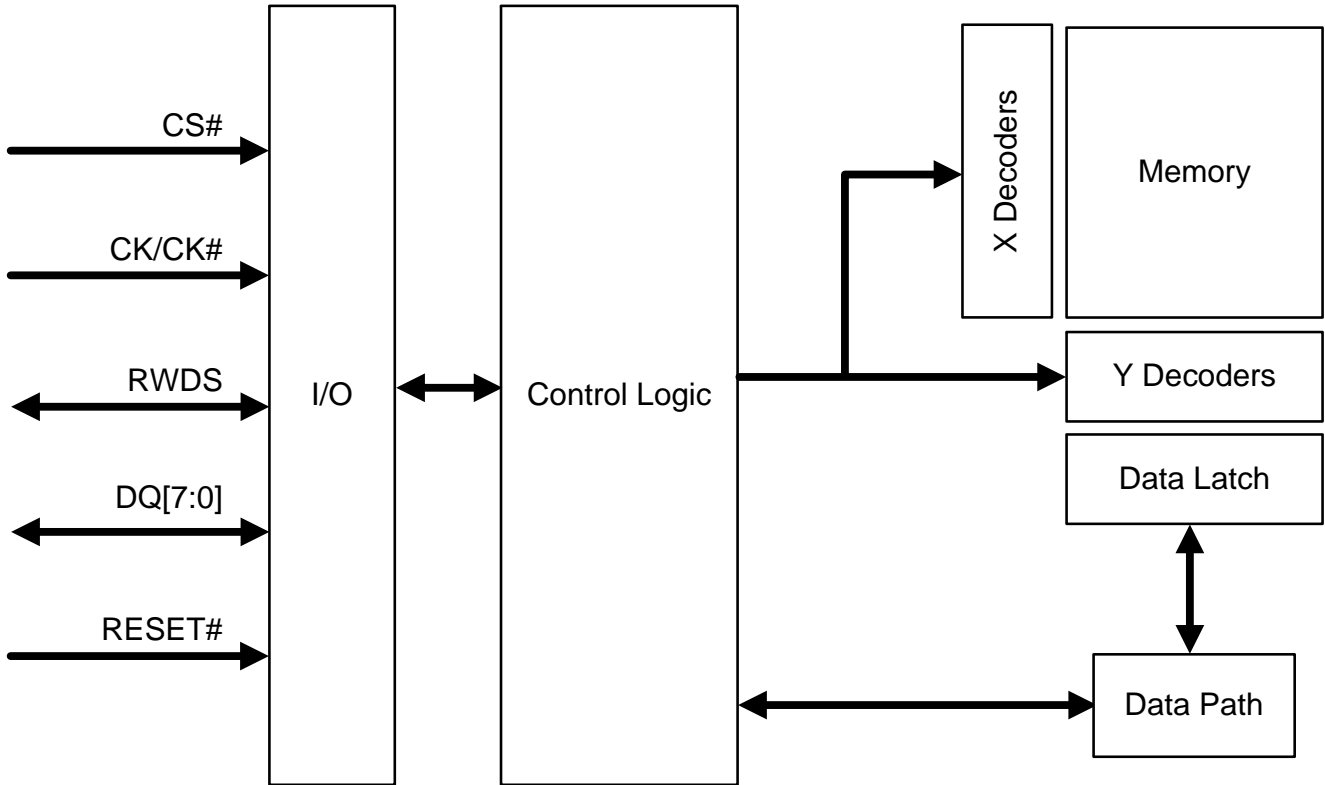 CS#
CK/CK#
RWDS
DQ[7:0]
RESET#
I/O
Control Logic
X Decoders
Memory
Y Decoders
Data Latch
Data Path